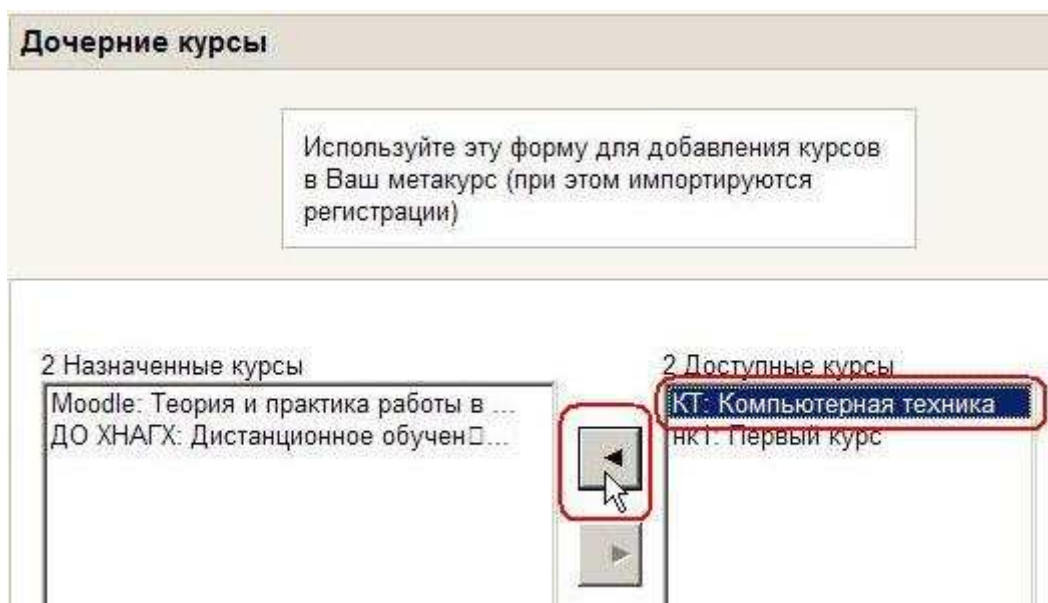 Дочерние курсы
Используйте эту форму для добавления курсов
в Ваш метакурс (при этом импортируются
регистрации)
2 Назначенные курсы
Moodle: Теория и практика работы в ...
ДО ХНАГХ: Дистанционное обучен□...
2 Доступные курсы
КТ: Компьютерная техника
нк1: Первый курс